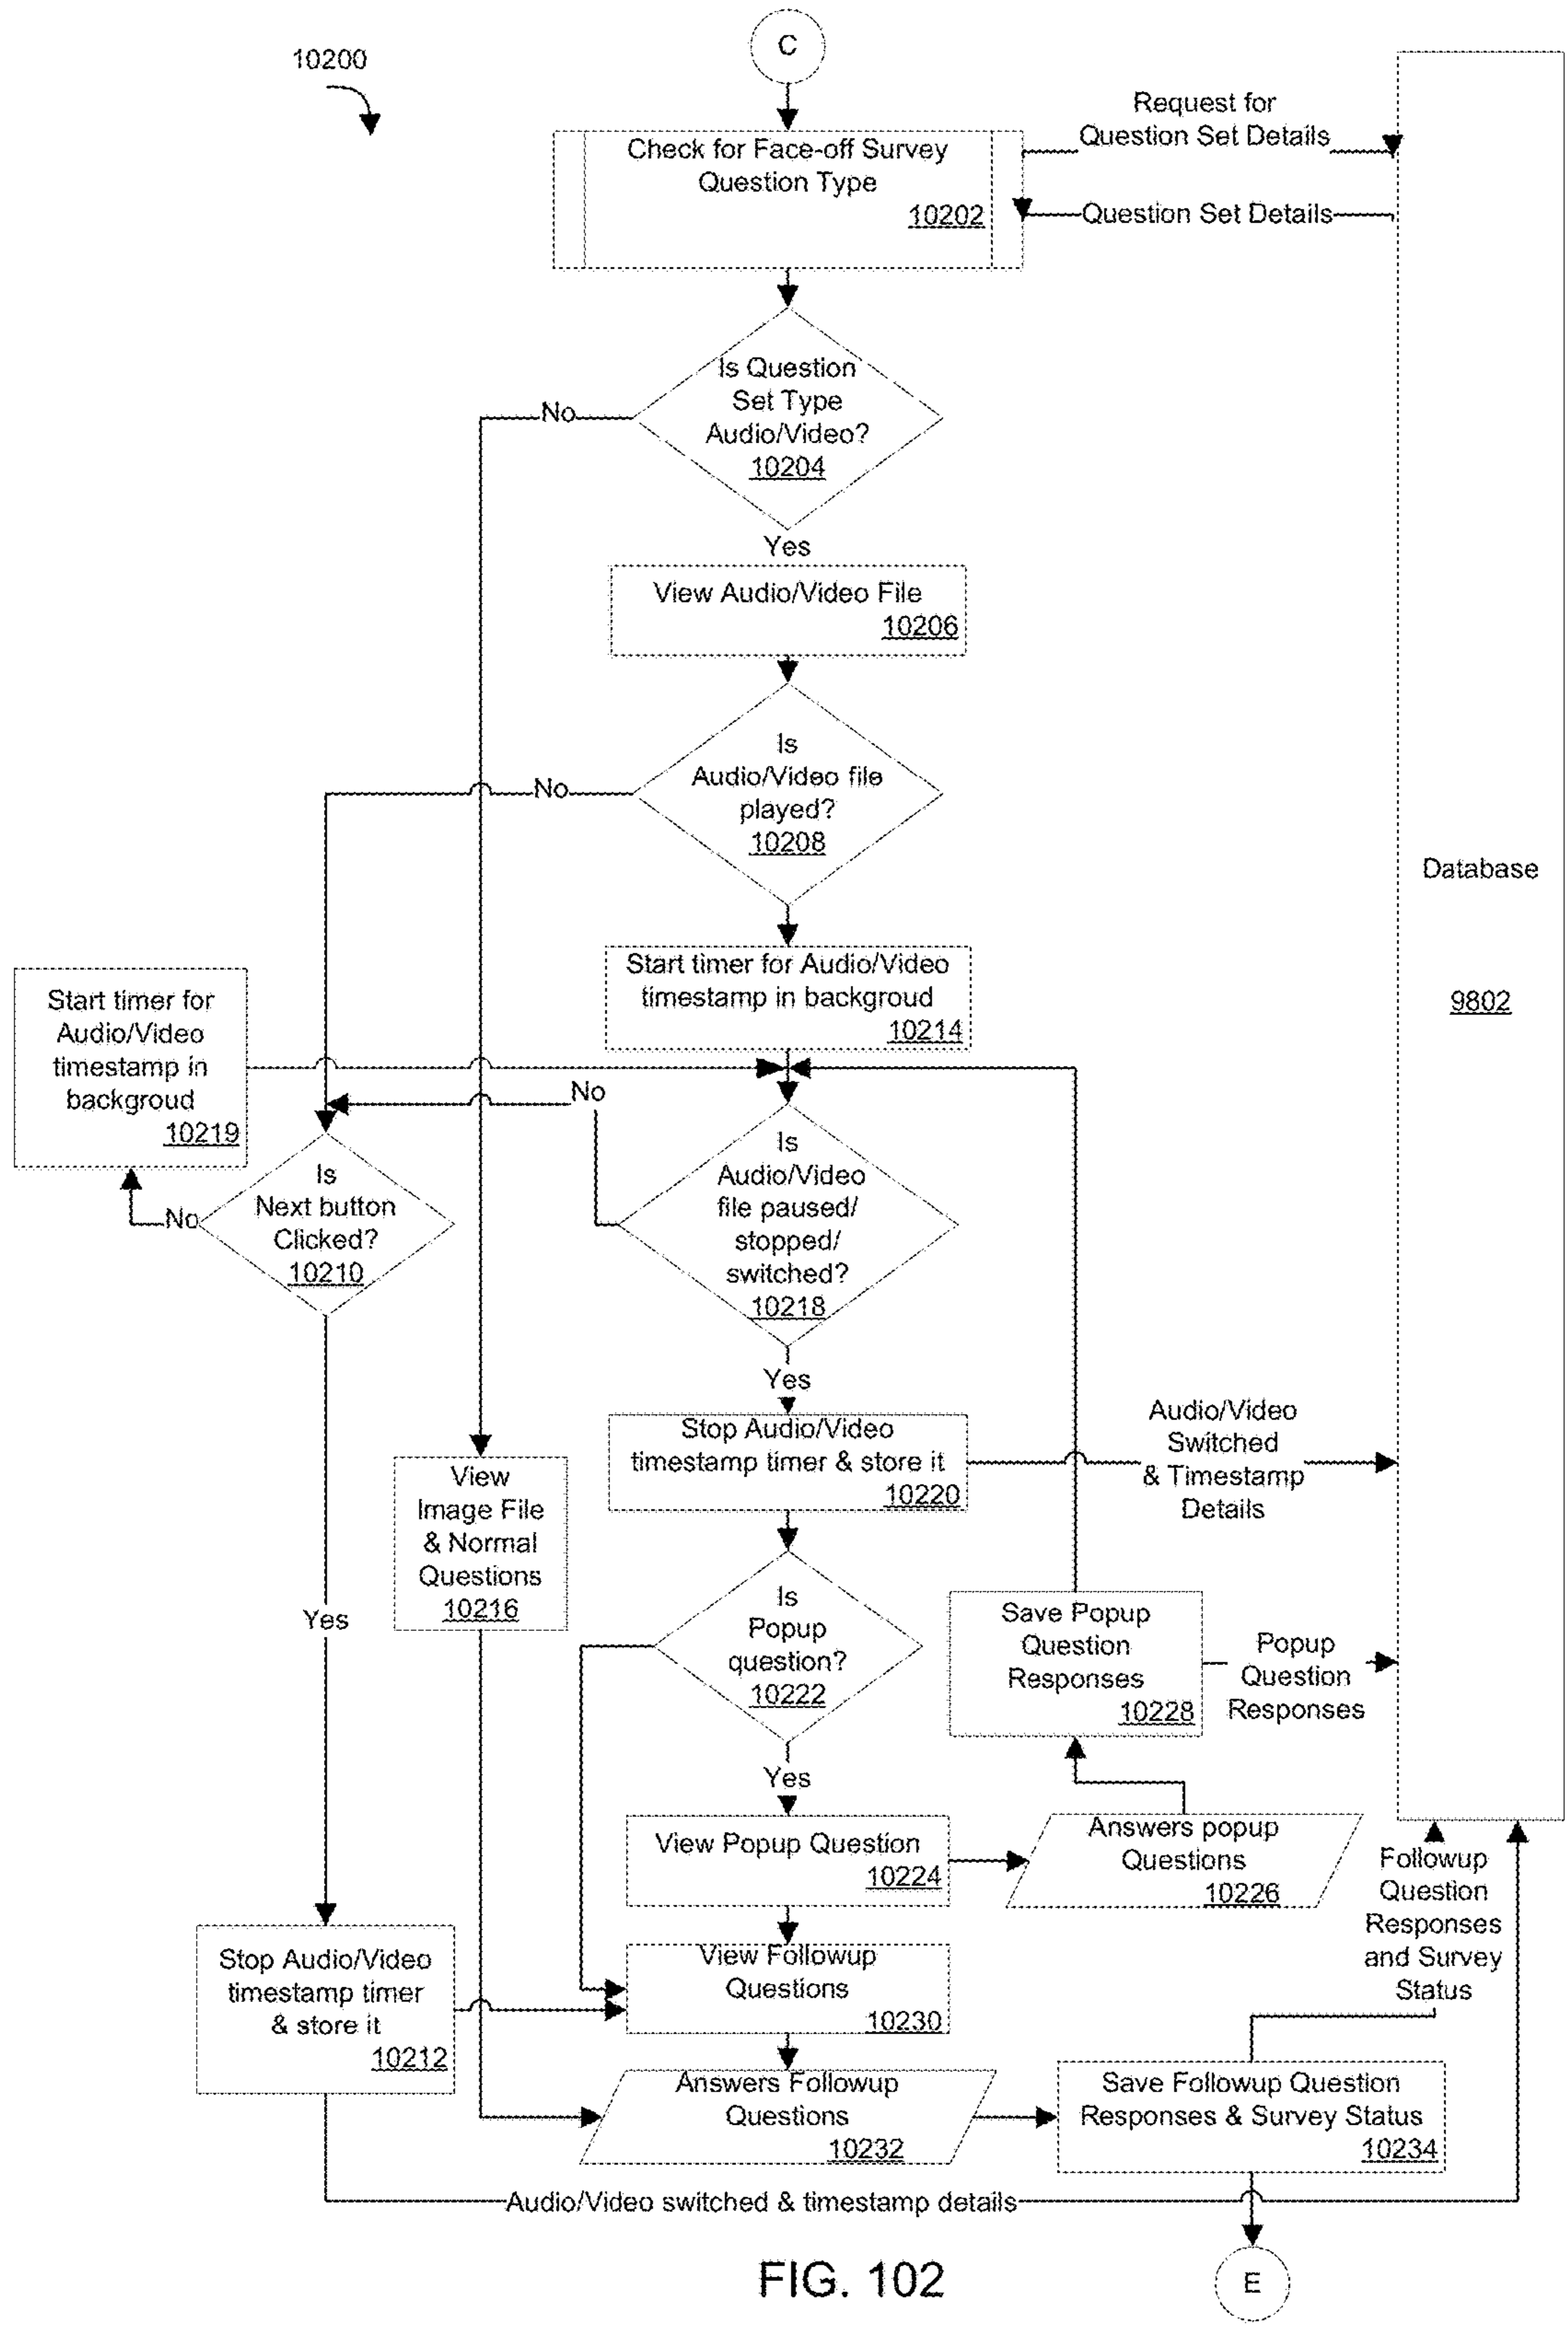 10200
C
Request for
Question Set Details
Check for Face-off Survey
Question Type
10202
Question Set Details
Is Question
Set Type
Audio/Video?
10204
No
Yes
View Audio/Video File
10206
Is
Audio/Video file
played?
10208
No
Database
9802
Start timer for Audio/Video
timestamp in backgroud
10214
Start timer for
Audio/Video
timestamp in
backgroud
10219
No
Is
Next button
Clicked?
10210
No
Is
Audio/Video
file paused/
stopped/
switched?
10218
Yes
Stop Audio/Video
timestamp timer & store it
10220
Audio/Video
Switched
& Timestamp
Details
View
Image File
& Normal
Questions
10216
Yes
Is
Popup
question?
10222
Save Popup
Question
Responses
10228
Popup
Question
Responses
Yes
View Popup Question
10224
Answers popup
Questions
10226
Followup
Question
Responses
and Survey
Status
Stop Audio/Video
timestamp timer
& store it
10212
View Followup
Questions
10230
Answers Followup
Questions
10232
Save Followup Question
Responses & Survey Status
10234
Audio/Video switched & timestamp details
E
FIG. 102